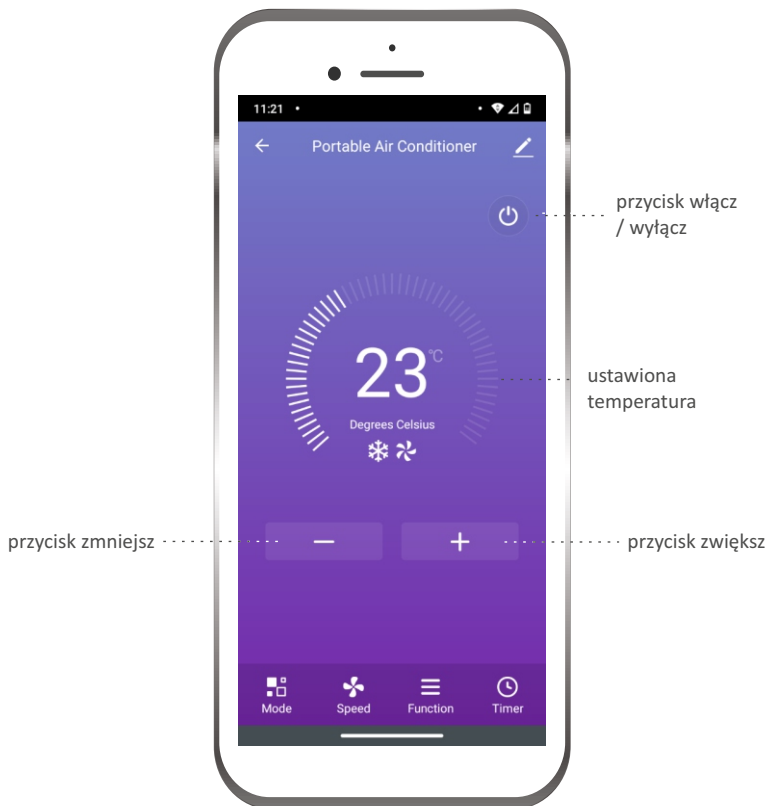 11:21
Portable Air Conditioner
przycisk włącz
/ wyłącz
23°C
ustawiona
temperatura
Degrees Celsius
przycisk zmniejsz
przycisk zwiększ
Mode Speed Function Timer